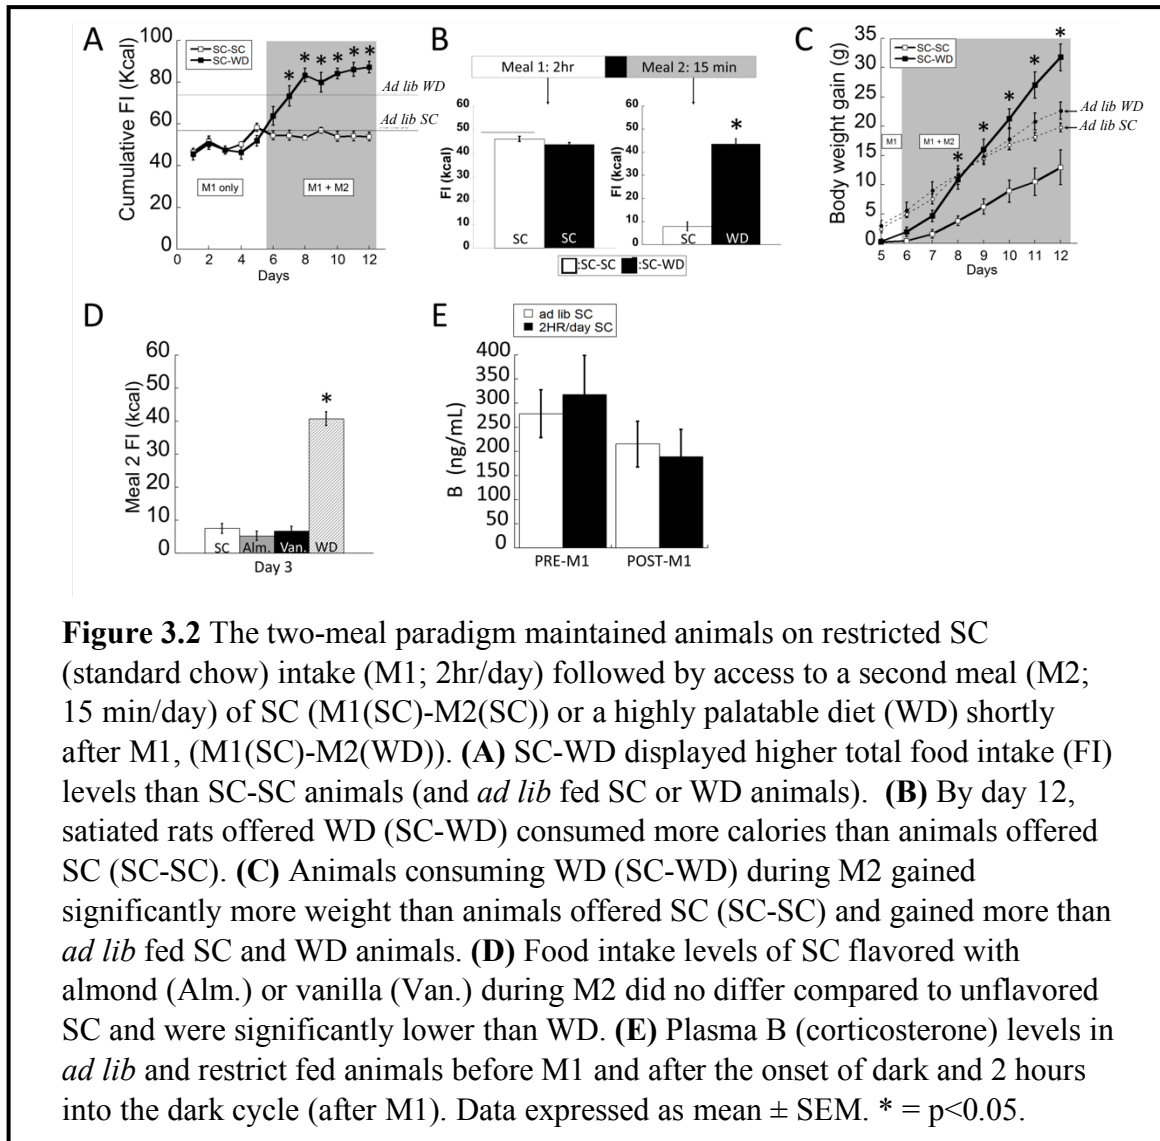 A
SC-SC
SC-WD
Cumulative FI (Kcal)
100
80
60
40
20
0
* * * * * *
Ad lib WD
Ad lib SC
M1 only
M1 + M2
0 2 4 6 8 10 12
Days
B
Meal 1: 2hr
Meal 2: 15 min
FI (kcal)
60
50
40
30
20
10
0
SC
SC
FI (kcal)
60
50
40
30
20
10
0
*
SC
WD
:SC-SC
:SC-WD
C
Body weight gain (g)
35
30
25
20
15
10
5
0
SC-SC
SC-WD
M1
M1 + M2
* * * * *
Ad lib WD
Ad lib SC
5 6 7 8 9 10 11 12
Days
D
Meal 2 FI (kcal)
60
50
40
30
20
10
0
*
SC
Alm.
Van.
WD
Day 3
E
ad lib SC
2HR/day SC
B (ng/mL)
400
350
300
250
200
150
100
50
0
PRE-M1
POST-M1
Figure 3.2 The two-meal paradigm maintained animals on restricted SC
(standard chow) intake (M1; 2hr/day) followed by access to a second meal (M2;
15 min/day) of SC (M1(SC)-M2(SC)) or a highly palatable diet (WD) shortly
after M1, (M1(SC)-M2(WD)). (A) SC-WD displayed higher total food intake (FI)
levels than SC-SC animals (and ad lib fed SC or WD animals). (B) By day 12,
satiated rats offered WD (SC-WD) consumed more calories than animals offered
SC (SC-SC). (C) Animals consuming WD (SC-WD) during M2 gained
significantly more weight than animals offered SC (SC-SC) and gained more than
ad lib fed SC and WD animals. (D) Food intake levels of SC flavored with
almond (Alm.) or vanilla (Van.) during M2 did no differ compared to unflavored
SC and were significantly lower than WD. (E) Plasma B (corticosterone) levels in
ad lib and restrict fed animals before M1 and after the onset of dark and 2 hours
into the dark cycle (after M1). Data expressed as mean ± SEM. * = p<0.05.